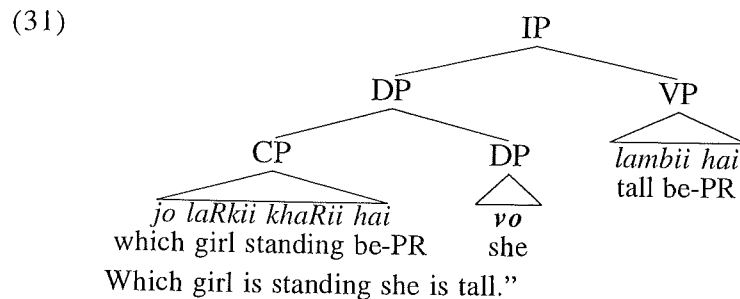 (31)
IP
DP VP
CP DP lambii hai
tall be-PR
jo laRkii khaRii hai vo
which girl standing be-PR she
Which girl is standing she is tall.”